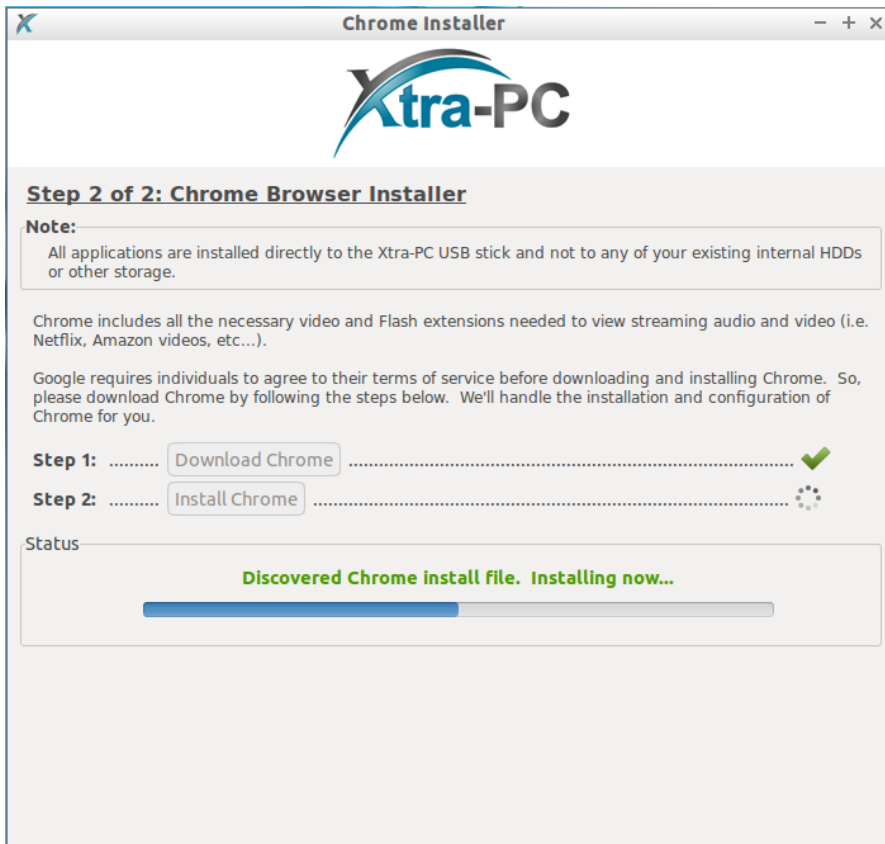 Chrome Installer
Xtra-PC
Step 2 of 2: Chrome Browser Installer
Note:
All applications are installed directly to the Xtra-PC USB stick and not to any of your existing internal HDDs
or other storage.
Chrome includes all the necessary video and Flash extensions needed to view streaming audio and video (i.e.
Netflix, Amazon videos, etc...).
Google requires individuals to agree to their terms of service before downloading and installing Chrome.  So,
please download Chrome by following the steps below.  We'll handle the installation and configuration of
Chrome for you.
Step 1: .......... Download Chrome ..........................................................................................
Step 2: .......... Install Chrome ................................................................................................
Status
Discovered Chrome install file.  Installing now...